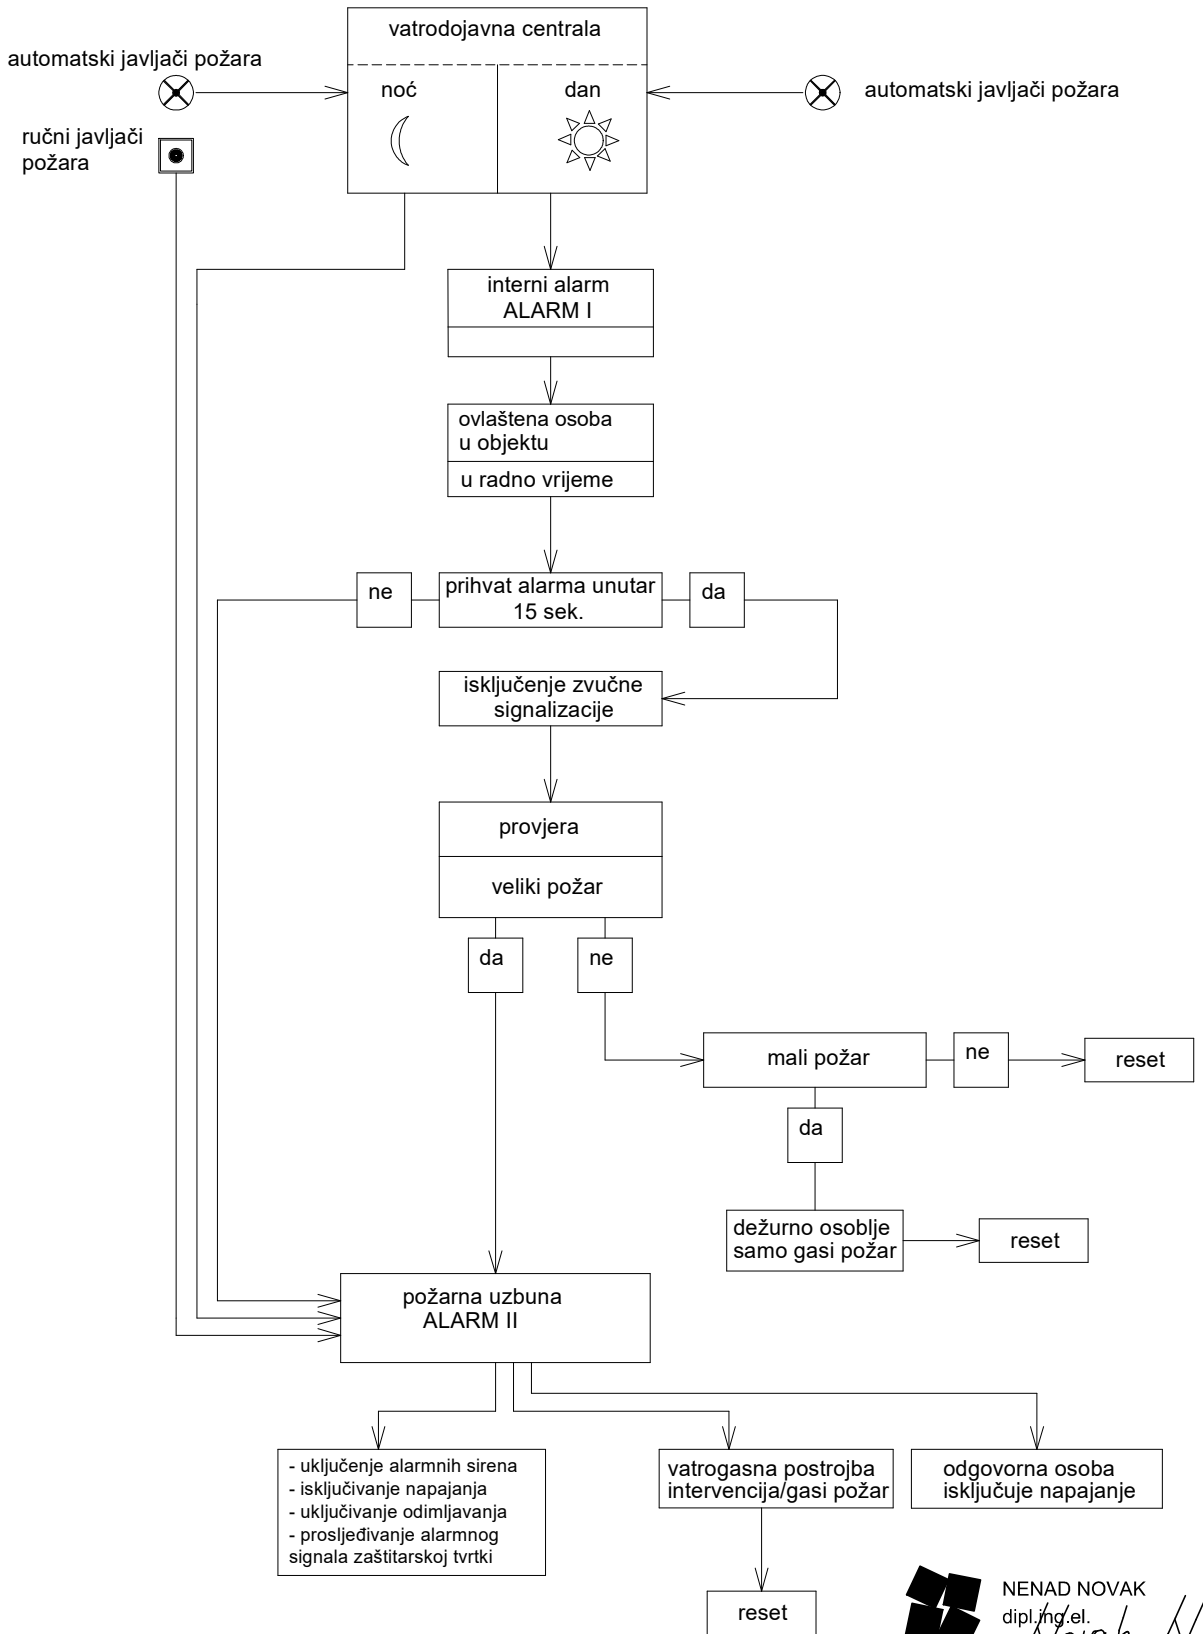 vatrodojavna centrala
automatski javljači požara
noć
dan
automatski javljači požara
ručni javljači
požara
interni alarm
ALARM I
ovlaštena osoba
u objektu
u radno vrijeme
ne
prihvat alarma unutar
15 sek.
da
isključenje zvučne
signalizacije
provjera
veliki požar
da
ne
mali požar
ne
reset
da
dežurno osoblje
samo gasi požar
reset
požarna uzbuna
ALARM II
- uključenje alarmnih sirena
- isključivanje napajanja
- uključivanje odimljavanja
- prosljeđivanje alarmnog
signala zaštitarskoj tvrtki
vatrogasna postrojba
intervencija/gasi požar
odgovorna osoba
isključuje napajanje
reset
NENAD NOVAK
dipl.ing.el.